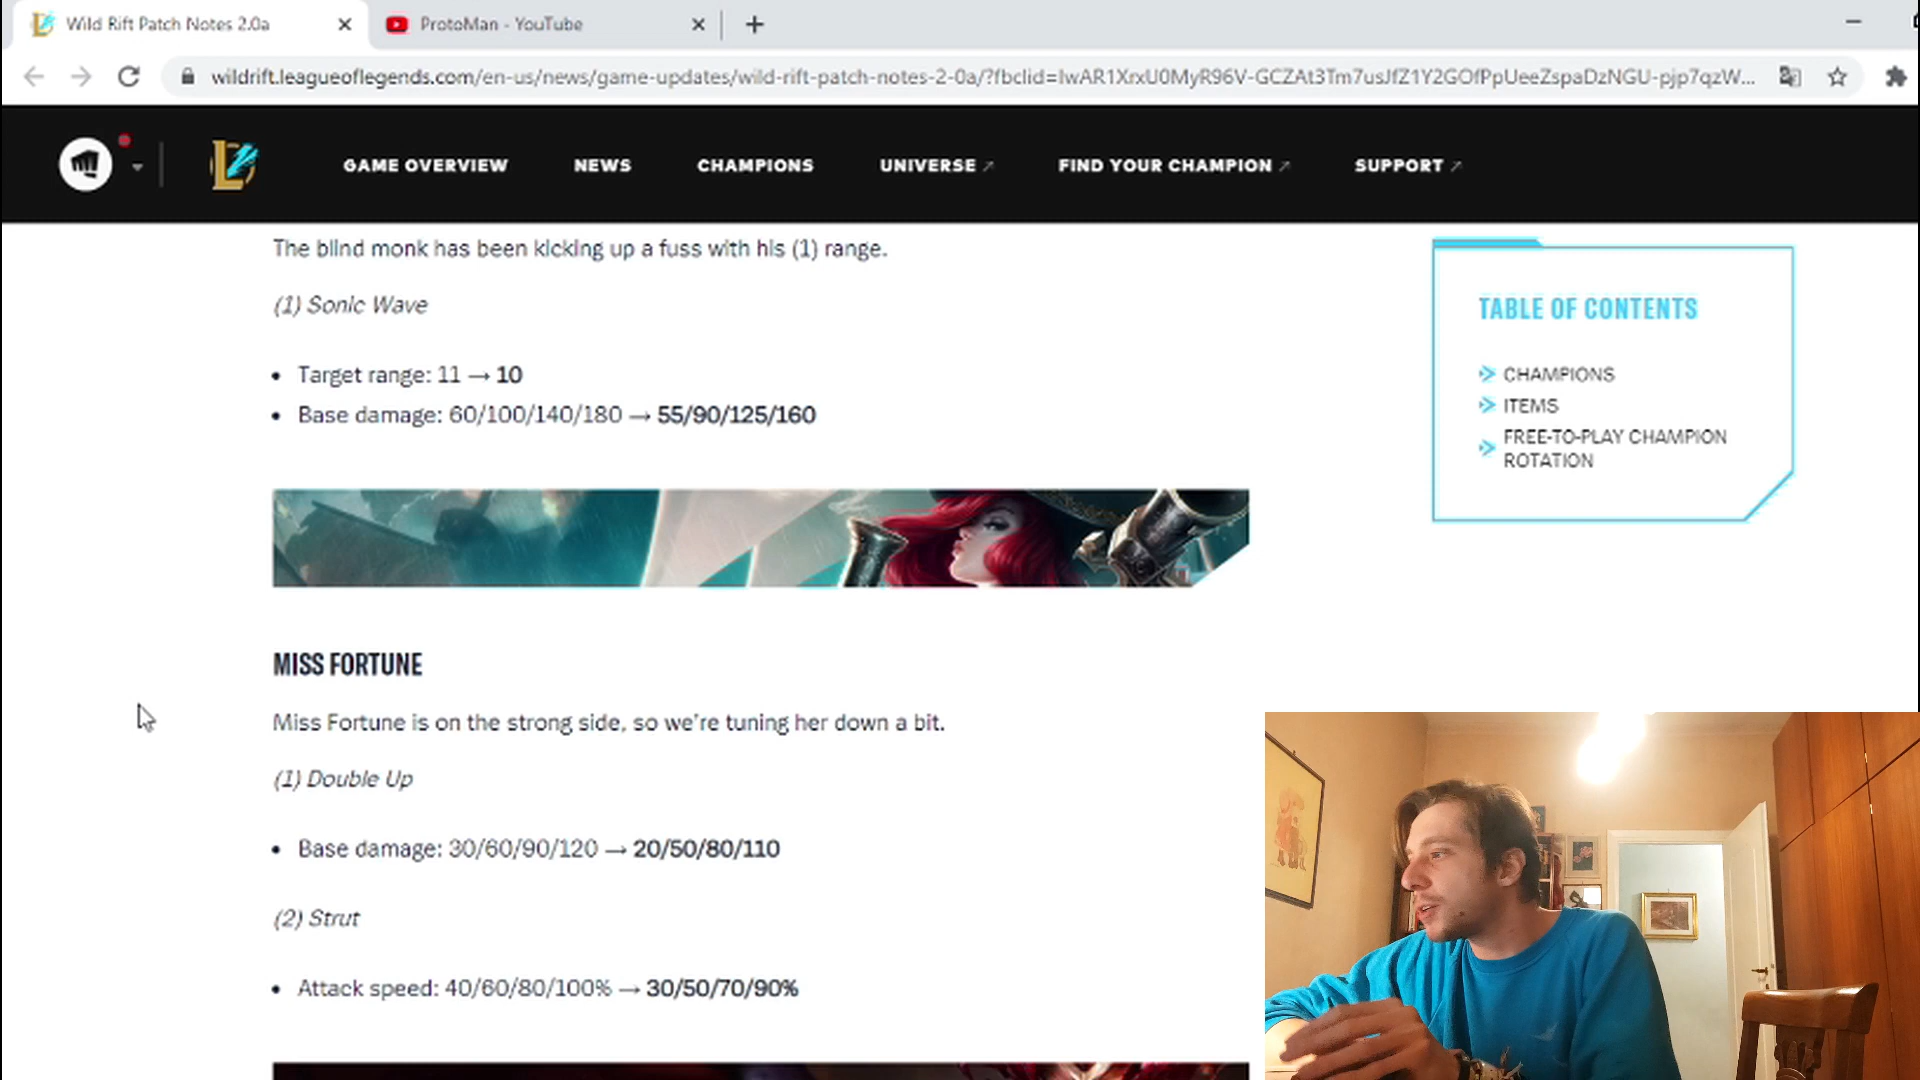 Wild Rift Patch Notes 2.0a
ProtoMan - YouTube
wildrift.leagueoflegends.com/en-us/news/game-updates/wild-rift-patch-notes-2-0a/?fbclid=IwAR1XrxU0MyR96V-GCZAt3Tm7usJfZ1Y2GOfPpUeeZspaDzNGU-pjp7qzW...
GAME OVERVIEW
NEWS
CHAMPIONS
UNIVERSE
FIND YOUR CHAMPION
SUPPORT
The blind monk has been kicking up a fuss with his (1) range.
(1) Sonic Wave
• Target range: 11 → 10
• Base damage: 60/100/140/180 → 55/90/125/160
TABLE OF CONTENTS
CHAMPIONS
ITEMS
FREE-TO-PLAY CHAMPION
ROTATION
MISS FORTUNE
Miss Fortune is on the strong side, so we're tuning her down a bit.
(1) Double Up
• Base damage: 30/60/90/120 → 20/50/80/110
(2) Strut
• Attack speed: 40/60/80/100% → 30/50/70/90%